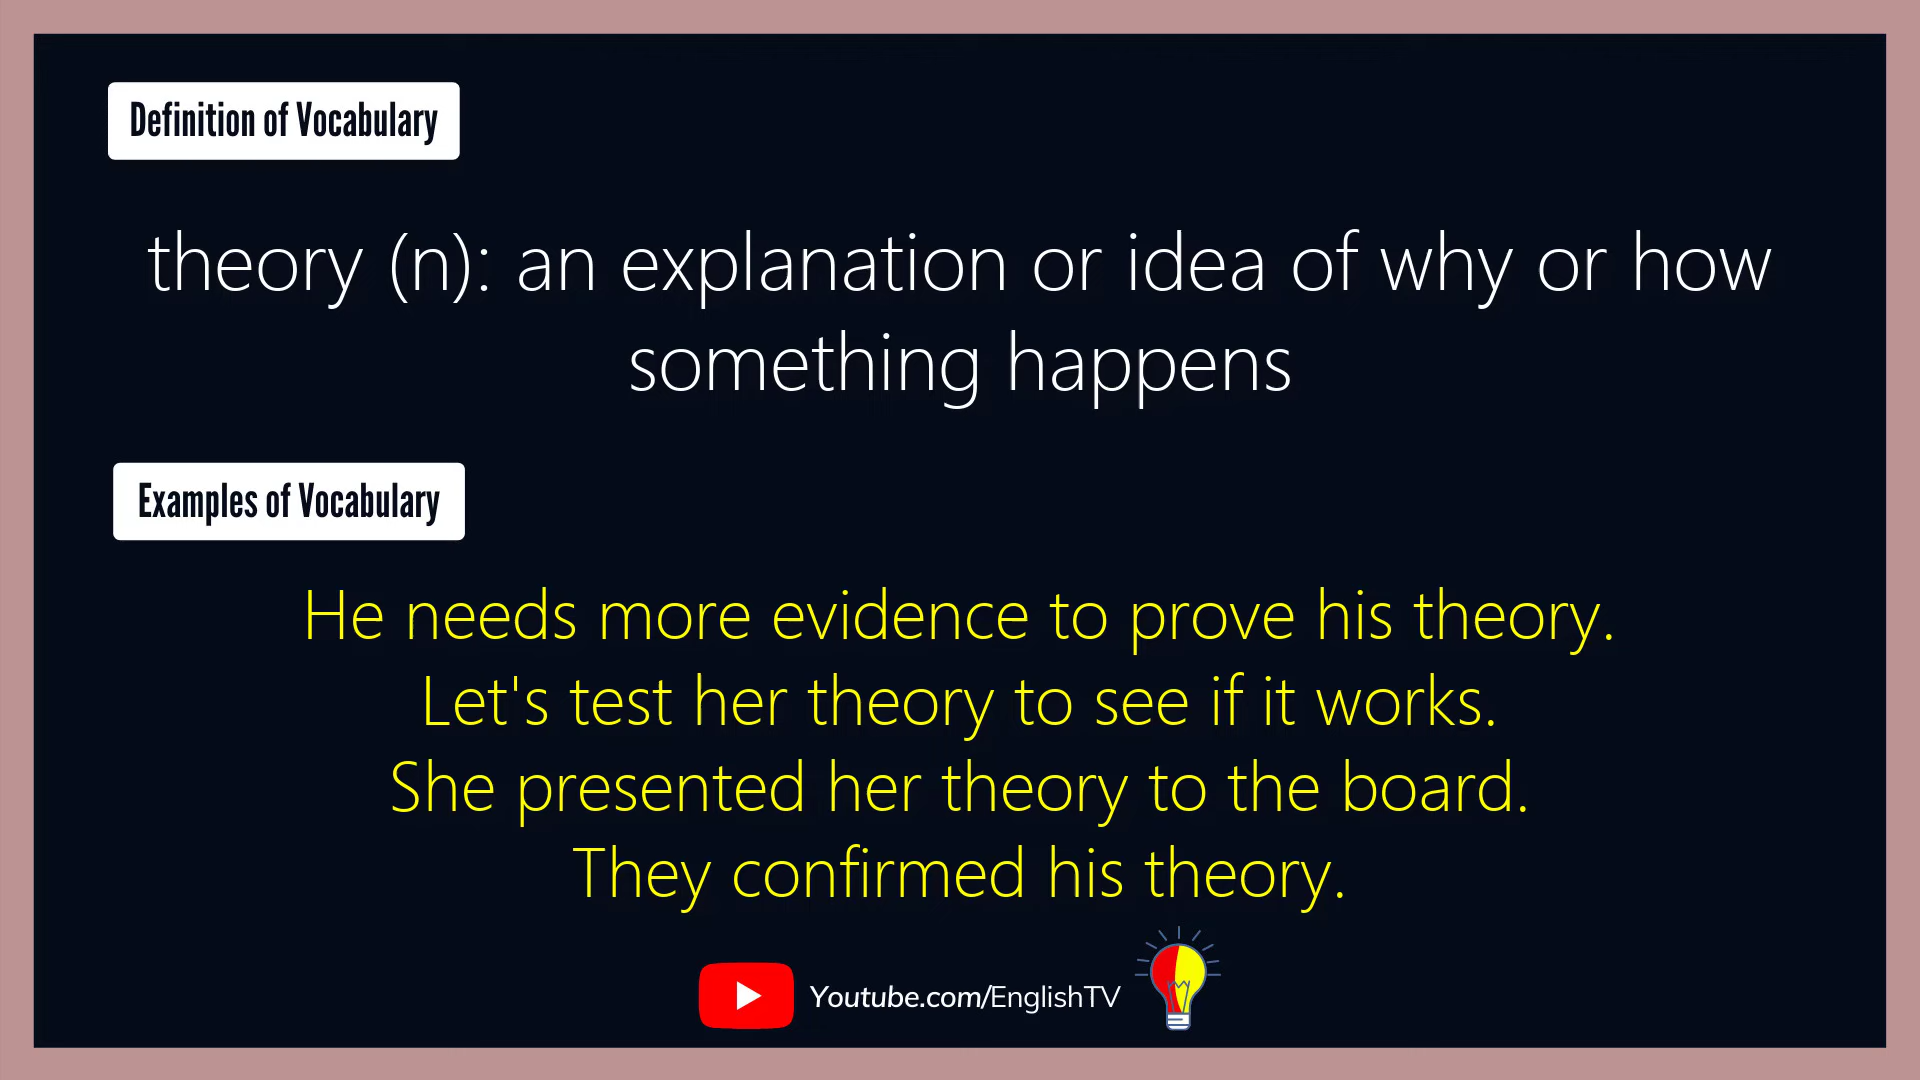 Definition of Vocabulary
theory (n): an explanation or idea of why or how
something happens
Examples of Vocabulary
He needs more evidence to prove his theory.
Let's test her theory to see if it works.
She presented her theory to the board.
They confirmed his theory.
Youtube.com/EnglishTV